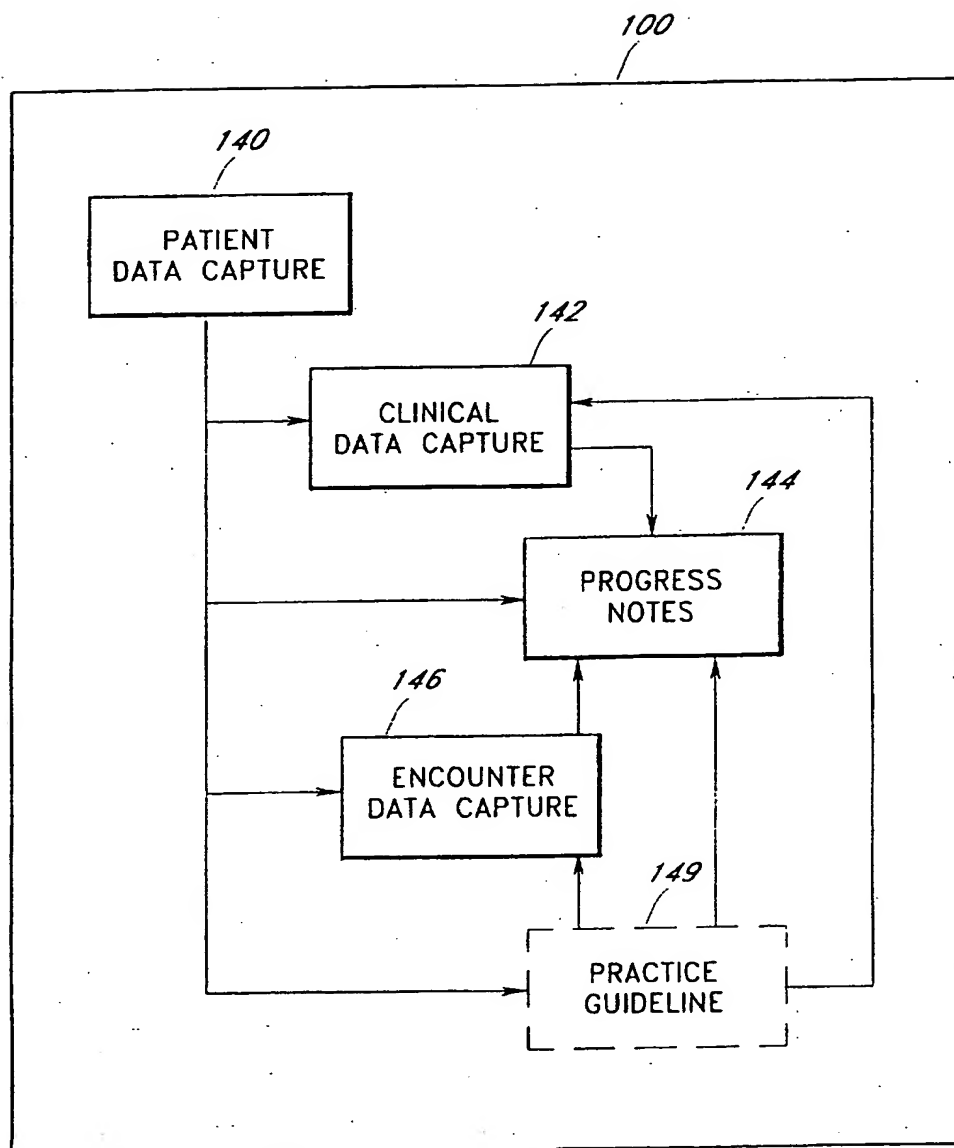 100
140
PATIENT
DATA CAPTURE
142
CLINICAL
DATA CAPTURE
144
PROGRESS
NOTES
146
ENCOUNTER
DATA CAPTURE
149
PRACTICE
GUIDELINE